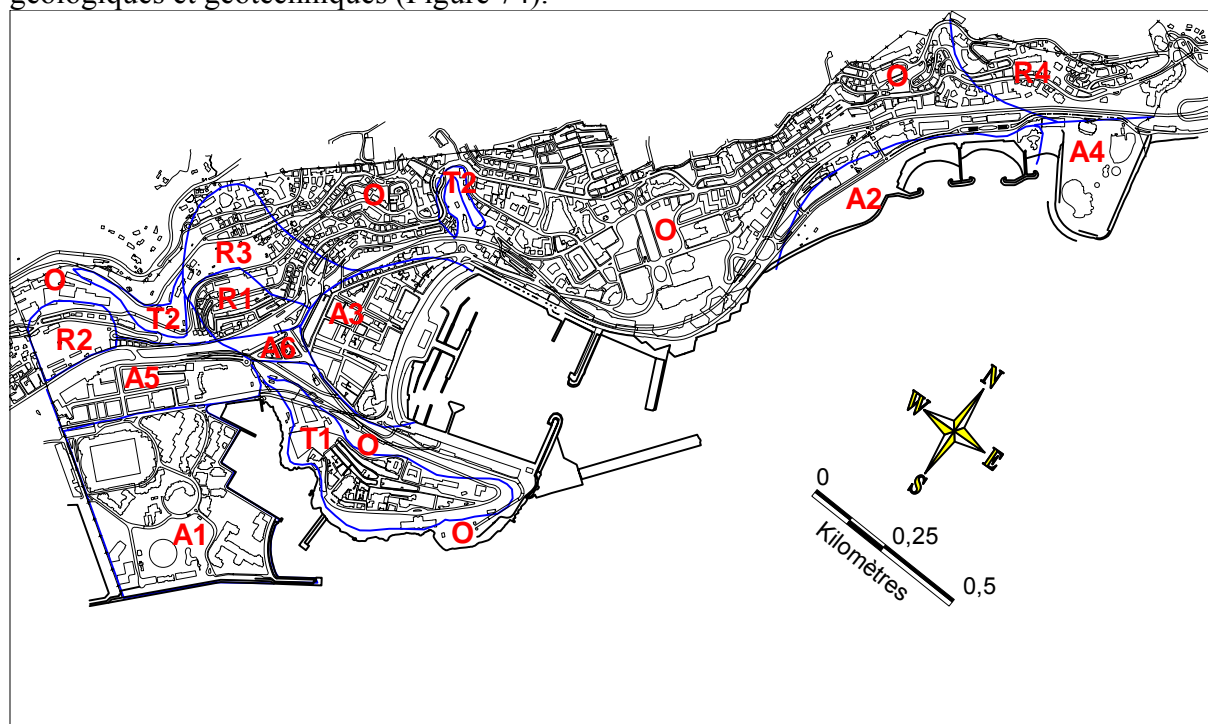 géologiques et géotechniques (Figure 74).
O
R4
A4
A2
T2
O
O
R3
O
R1
T2
A3
R2
A6
A5
T1
O
A1
O
N
W
E
S
0
0,25
0,5
Kilomètres